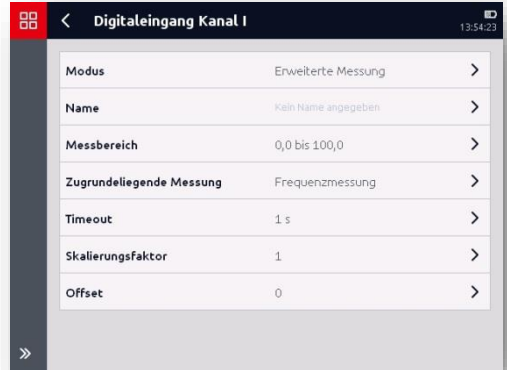 Digitaleingang Kanal I
13:54:23
Modus Erweiterte Messung
Name Kein Name angegeben
Messbereich 0,0 bis 100,0
Zugrundeliegende Messung Frequenzmessung
Timeout 1 s
Skalierungsfaktor 1
Offset 0